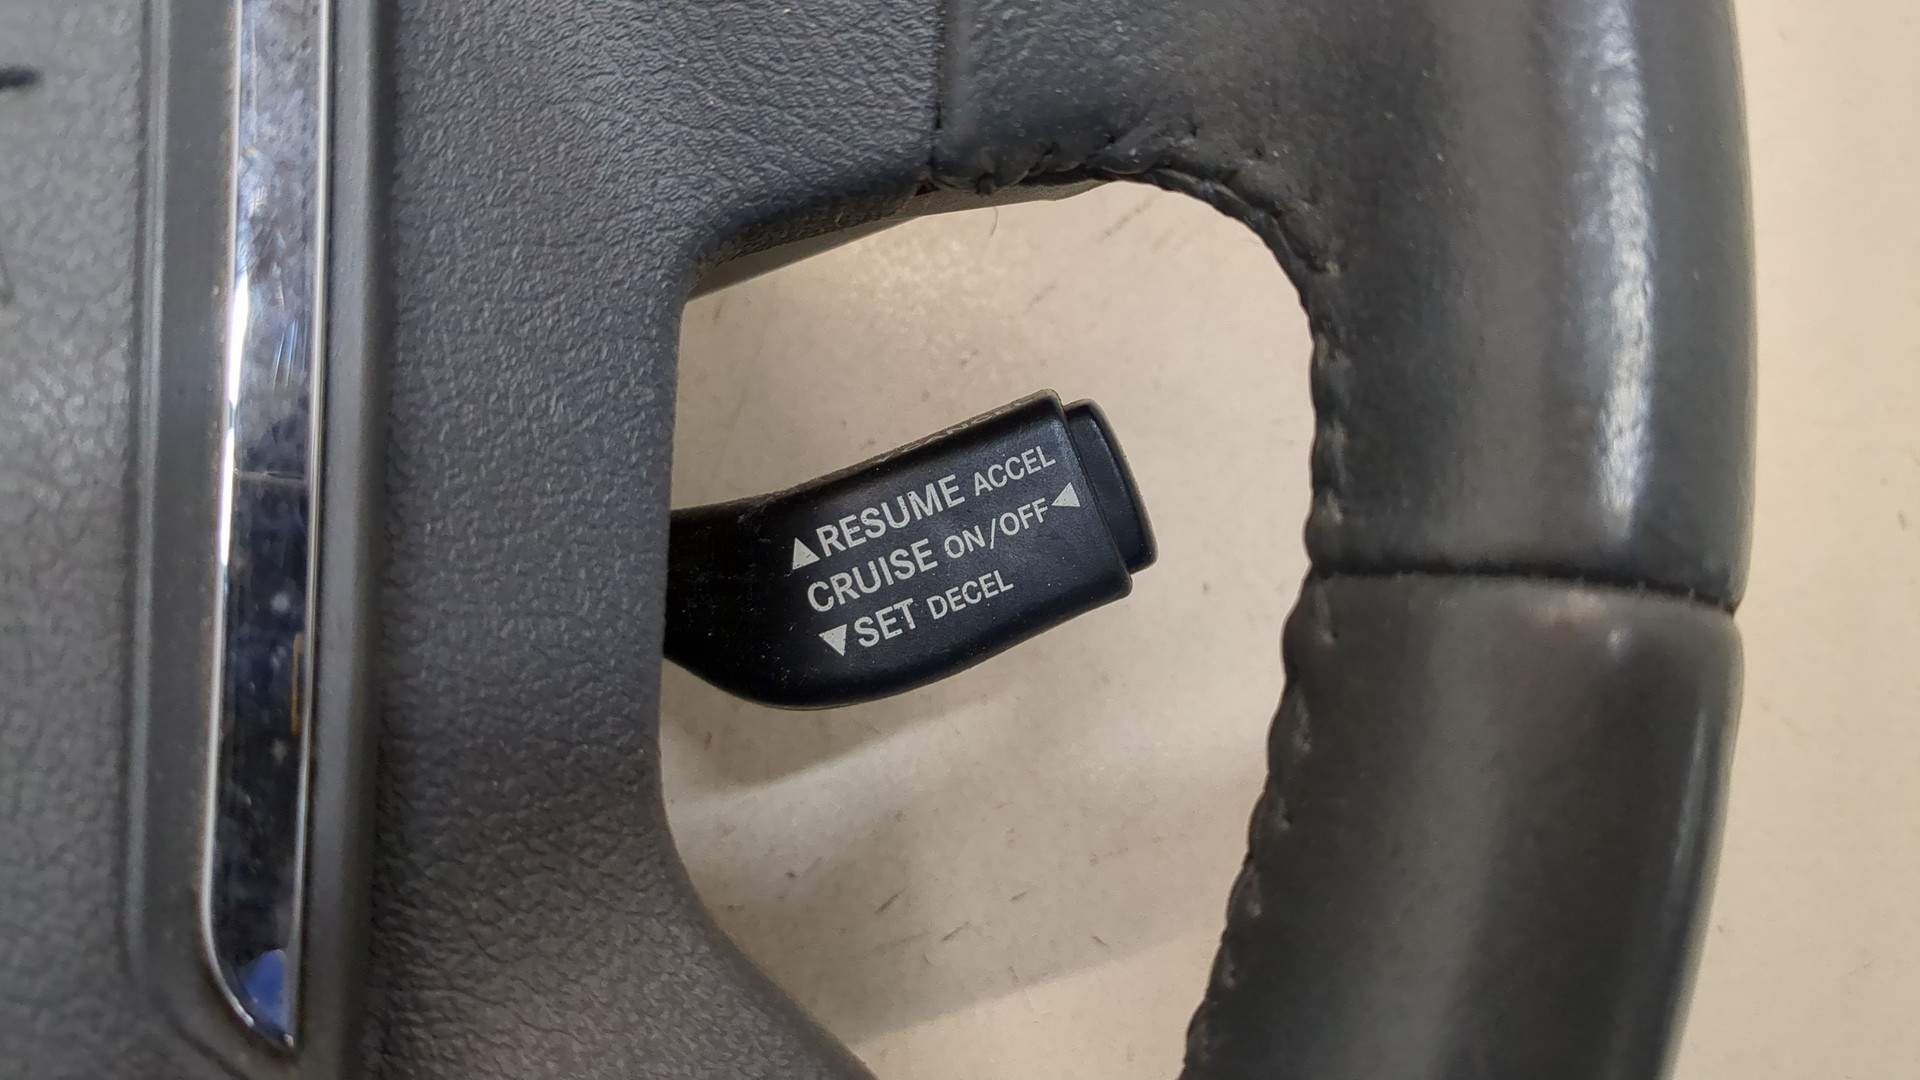 ▲RESUME ACCEL
CRUISE ON/OFF◀
▼SET DECEL